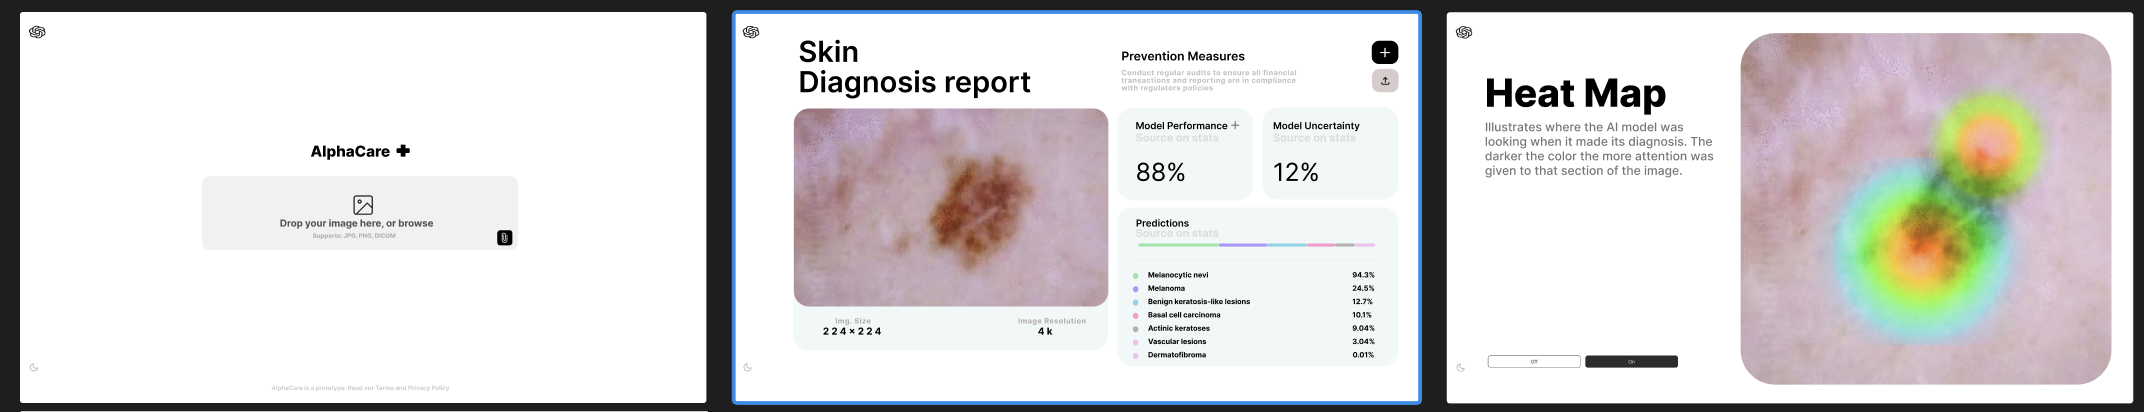 AlphaCare
Drop your image here, or browse
Supports: JPG, PNG, DICOM
AlphaCare is a prototype. Read our Terms and Privacy Policy
Skin
Diagnosis report
Img. Size
224×224
Image Resolution
4k
Prevention Measures
Conduct regular audits to ensure all financial
transactions and reporting are in compliance
with regulators policies
Model Performance
Source on stats
88%
Model Uncertainty
Source on stats
12%
Predictions
Source on stats
Melanocytic nevi 94.3%
Melanoma 24.5%
Benign keratosis-like lesions 12.7%
Basal cell carcinoma 10.1%
Actinic keratoses 9.04%
Vascular lesions 3.04%
Dermatofibroma 0.01%
Heat Map
Illustrates where the AI model was
looking when it made its diagnosis. The
darker the color the more attention was
given to that section of the image.
Off
On